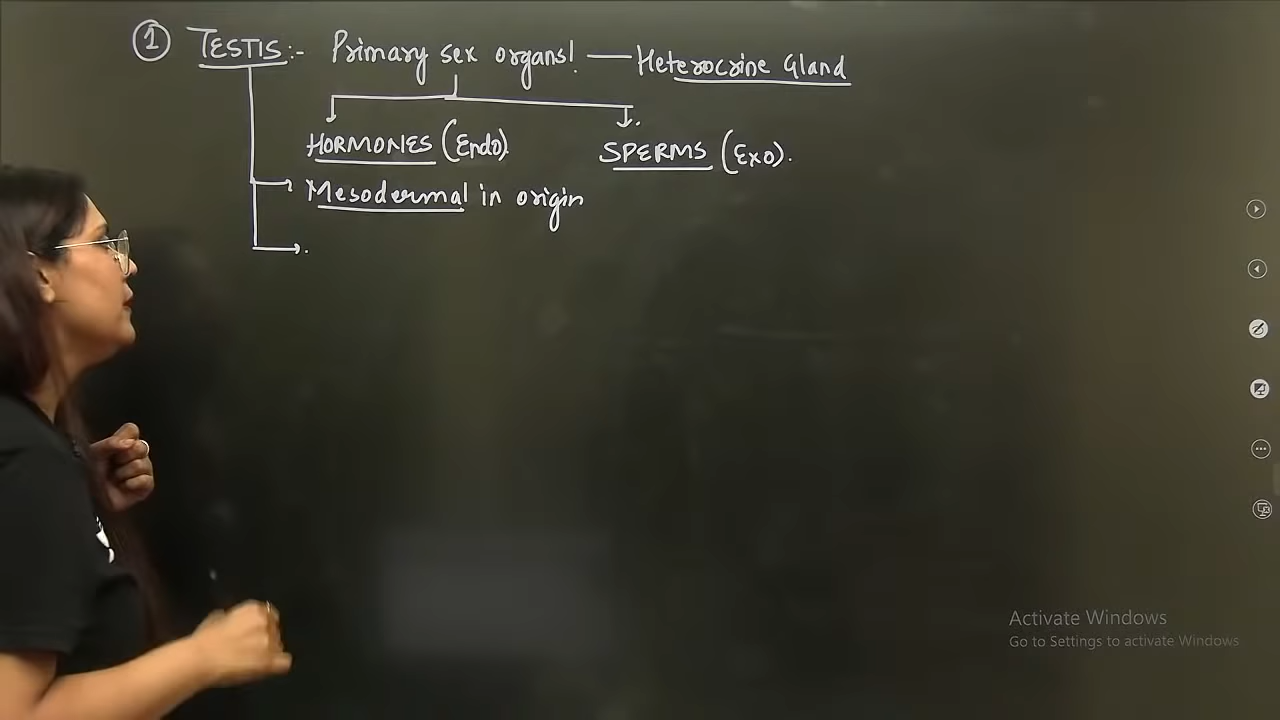 ① TESTIS:- Primary sex organs! — Heterocrine Gland
HORMONES (Endo) SPERMS (Exo).
Mesodermal in origin
Activate Windows
Go to Settings to activate Windows